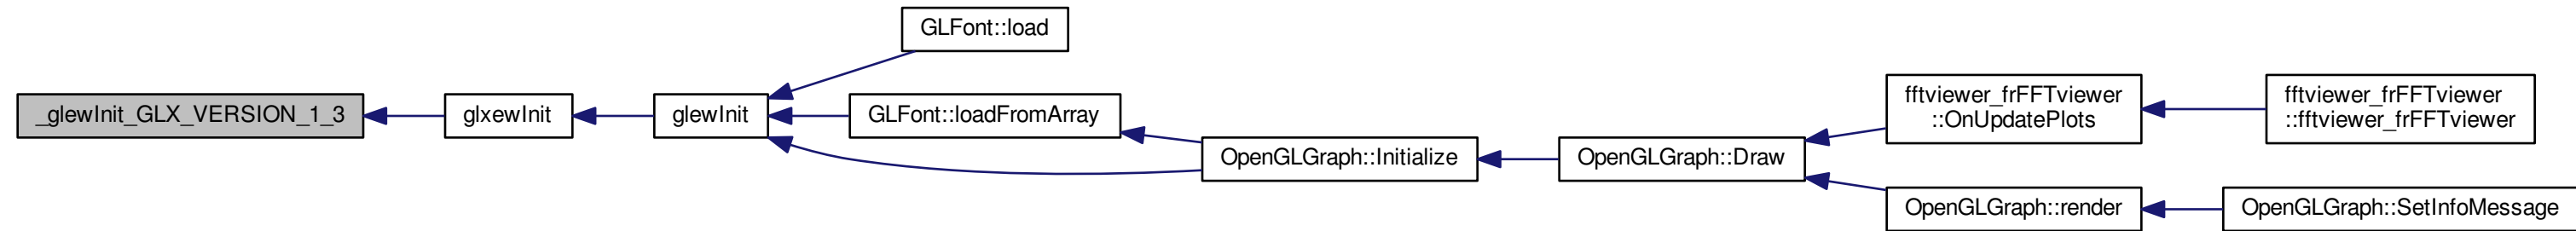 _glewInit_GLX_VERSION_1_3
glxewInit
glewInit
GLFont::load
GLFont::loadFromArray
OpenGLGraph::Initialize
OpenGLGraph::Draw
fftviewer_frFFTviewer
::OnUpdatePlots
fftviewer_frFFTviewer
::fftviewer_frFFTviewer
OpenGLGraph::render
OpenGLGraph::SetInfoMessage